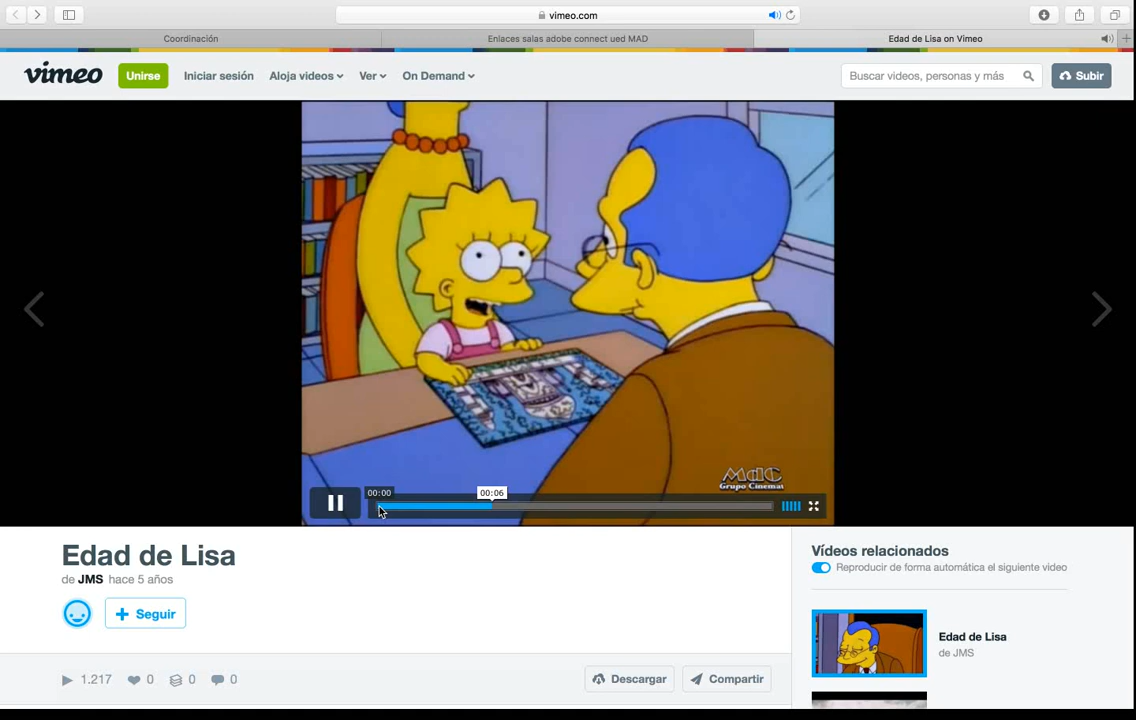 vimeo.com
Coordinación
Enlaces salas adobe connect ued MAD
Edad de Lisa on Vimeo
vimeo
Unirse
Iniciar sesión
Aloja videos
Ver
On Demand
Buscar videos, personas y más
Subir
MdC
Grupo Cinemat
00:00
00:06
Edad de Lisa
de JMS hace 5 años
Seguir
1.217
0
0
0
Descargar
Compartir
Vídeos relacionados
Reproducir de forma automática el siguiente video
Edad de Lisa
de JMS